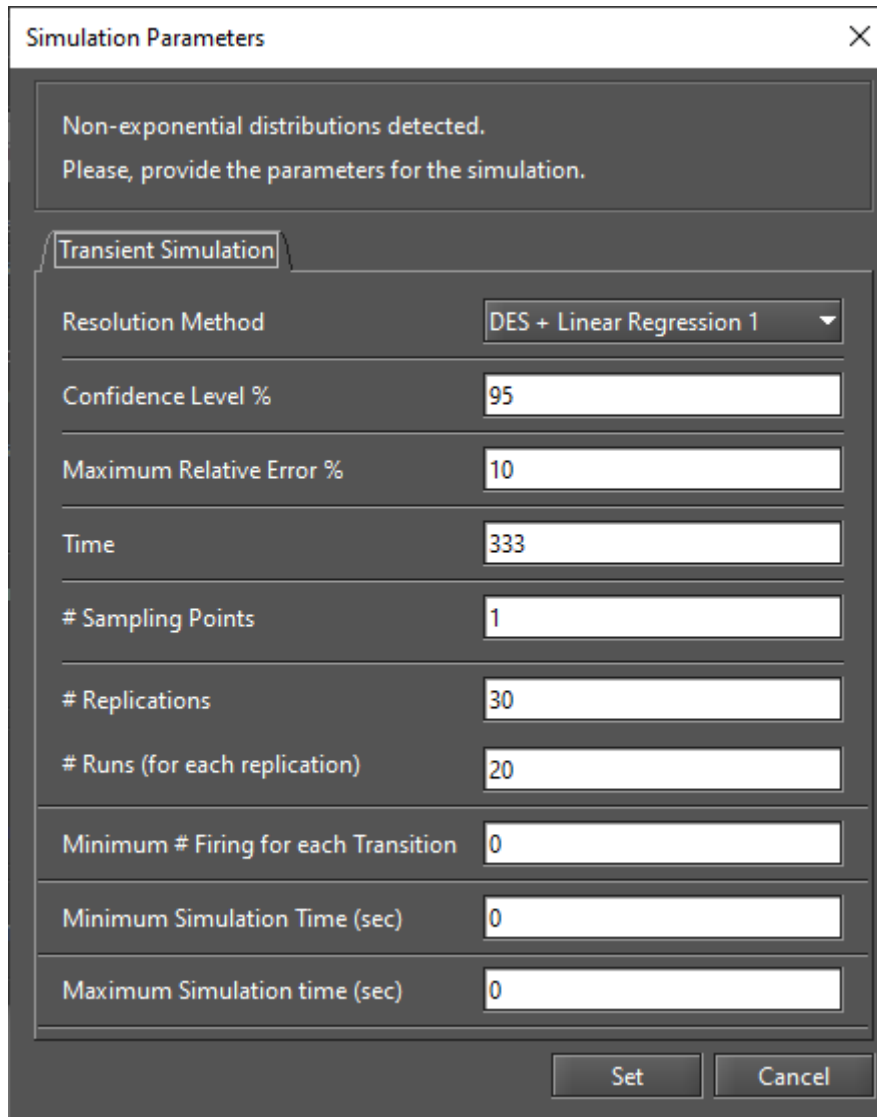 Simulation Parameters
Non-exponential distributions detected.
Please, provide the parameters for the simulation.
Transient Simulation
Resolution Method DES + Linear Regression 1
Confidence Level % 95
Maximum Relative Error % 10
Time 333
# Sampling Points 1
# Replications 30
# Runs (for each replication) 20
Minimum # Firing for each Transition 0
Minimum Simulation Time (sec) 0
Maximum Simulation time (sec) 0
Set Cancel